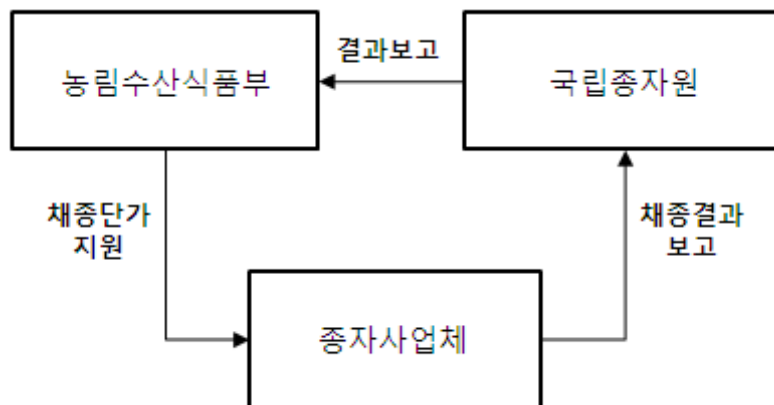 결과보고
농림수산식품부
국립종자원
채종단가
지원
채종결과
보고
종자사업체